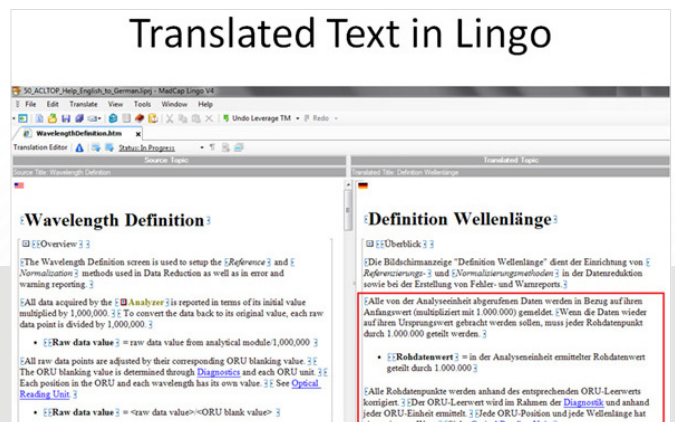 Translated Text in Lingo
50_ACLTOP_Help_English_to_German.liprj - MadCap Lingo V4
File Edit Translate View Tools Window Help
Undo Leverage TM Redo
WavelengthDefinition.htm x
Translation Editor Status: In Progress
Source Topic
Source Title: Wavelength Definition
Wavelength Definition
Overview
The Wavelength Definition screen is used to setup the Reference and
Normalization methods used in Data Reduction as well as in error and
warning reporting.
All data acquired by the Analyzer is reported in terms of its initial value
multiplied by 1,000,000. To convert the data back to its original value, each raw
data point is divided by 1,000,000.
• Raw data value = raw data value from analytical module/1,000,000
All raw data points are adjusted by their corresponding ORU blanking value.
The ORU blanking value is determined through Diagnostics and each ORU unit.
Each position in the ORU and each wavelength has its own value. See Optical
Reading Unit.
• Raw data value = <raw data value>/<ORU blank value>
Translated Topic
Translated Title: Definition Wellenlänge
Definition Wellenlänge
Überblick
Die Bildschirmanzeige "Definition Wellenlänge" dient der Einrichtung von
Referenzierungs- und Normalisierungsmethoden in der Datenreduktion
sowie bei der Erstellung von Fehler- und Warnreports.
Alle von der Analyseeinheit abgerufenen Daten werden in Bezug auf ihren
Anfangswert (multipliziert mit 1.000.000) gemeldet. Wenn die Daten wieder
auf ihren Ursprungswert gebracht werden sollen, muss jeder Rohdatenpunkt
durch 1.000.000 geteilt werden.
• Rohdatenwert = in der Analyseeinheit ermittelter Rohdatenwert
geteilt durch 1.000.000
Alle Rohdatenpunkte werden anhand des entsprechenden ORU-Leerwerts
korrigiert. Der ORU-Leerwert wird im Rahmen der Diagnostik und anhand
jeder ORU-Einheit ermittelt. Jede ORU-Position und jede Wellenlänge hat